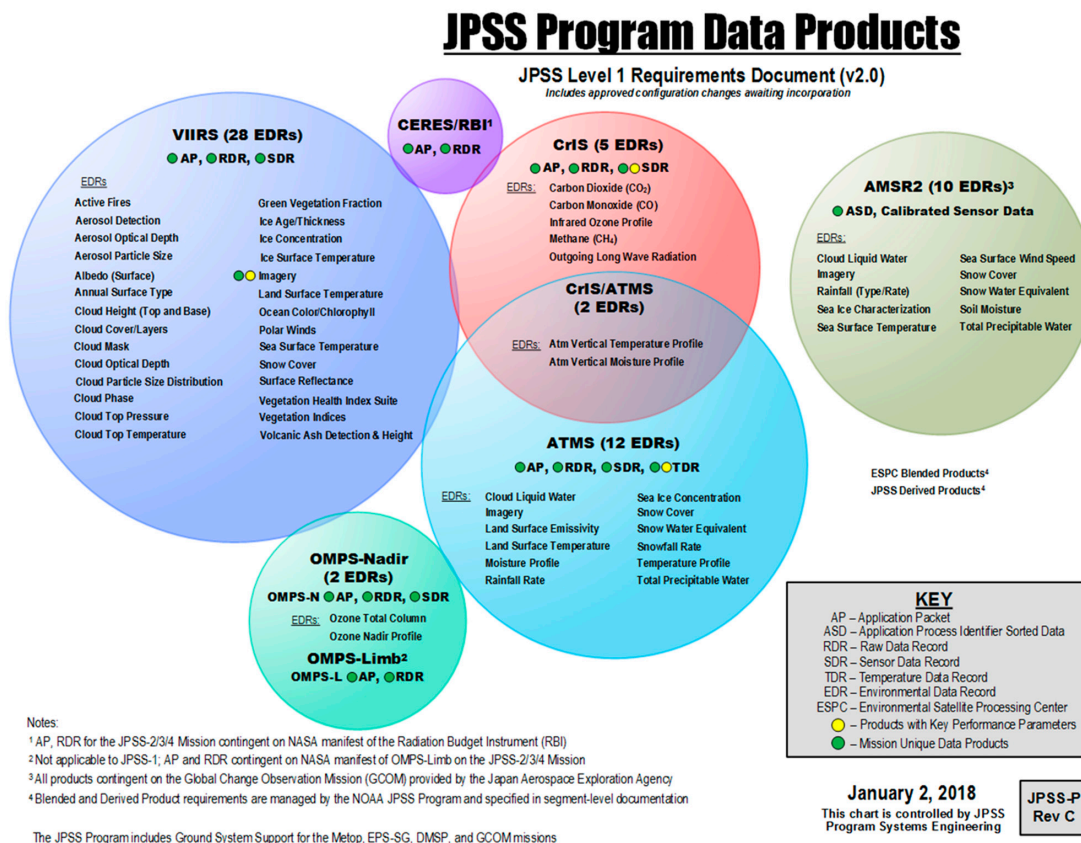 JPSS Program Data Products
JPSS Level 1 Requirements Document (v2.0)
Includes approved configuration changes awaiting incorporation
VIIRS (28 EDRs)
AP, RDR, SDR
EDRs
Active Fires
Aerosol Detection
Aerosol Optical Depth
Aerosol Particle Size
Albedo (Surface)
Annual Surface Type
Cloud Height (Top and Base)
Cloud Cover/Layers
Cloud Mask
Cloud Optical Depth
Cloud Particle Size Distribution
Cloud Phase
Cloud Top Pressure
Cloud Top Temperature
Green Vegetation Fraction
Ice Age/Thickness
Ice Concentration
Ice Surface Temperature
Imagery
Land Surface Temperature
Ocean Color/Chlorophyll
Polar Winds
Sea Surface Temperature
Snow Cover
Surface Reflectance
Vegetation Health Index Suite
Vegetation Indices
Volcanic Ash Detection & Height
CERES/RBI¹
AP, RDR
CrIS (5 EDRs)
AP, RDR, SDR
EDRs:
Carbon Dioxide (CO₂)
Carbon Monoxide (CO)
Infrared Ozone Profile
Methane (CH₄)
Outgoing Long Wave Radiation
CrIS/ATMS
(2 EDRs)
EDRs:
Atm Vertical Temperature Profile
Atm Vertical Moisture Profile
ATMS (12 EDRs)
AP, RDR, SDR, TDR
EDRs:
Cloud Liquid Water
Imagery
Land Surface Emissivity
Land Surface Temperature
Moisture Profile
Rainfall Rate
Sea Ice Concentration
Snow Cover
Snow Water Equivalent
Snowfall Rate
Temperature Profile
Total Precipitable Water
AMSR2 (10 EDRs)³
ASD, Calibrated Sensor Data
EDRs:
Cloud Liquid Water
Imagery
Rainfall (Type/Rate)
Sea Ice Characterization
Sea Surface Temperature
Sea Surface Wind Speed
Snow Cover
Snow Water Equivalent
Soil Moisture
Total Precipitable Water
ESPC Blended Products⁴
JPSS Derived Products⁴
OMPS-Nadir
(2 EDRs)
OMPS-N AP, RDR, SDR
EDRs:
Ozone Total Column
Ozone Nadir Profile
OMPS-Limb²
OMPS-L AP, RDR
KEY
AP – Application Packet
ASD – Application Process Identifier Sorted Data
RDR – Raw Data Record
SDR – Sensor Data Record
TDR – Temperature Data Record
EDR – Environmental Data Record
ESPC – Environmental Satellite Processing Center
– Products with Key Performance Parameters
– Mission Unique Data Products
Notes:
¹ AP, RDR for the JPSS-2/3/4 Mission contingent on NASA manifest of the Radiation Budget Instrument (RBI)
² Not applicable to JPSS-1; AP and RDR contingent on NASA manifest of OMPS-Limb on the JPSS-2/3/4 Mission
³ All products contingent on the Global Change Observation Mission (GCOM) provided by the Japan Aerospace Exploration Agency
⁴ Blended and Derived Product requirements are managed by the NOAA JPSS Program and specified in segment-level documentation
The JPSS Program includes Ground System Support for the Metop, EPS-SG, DMSP, and GCOM missions
January 2, 2018
This chart is controlled by JPSS
Program Systems Engineering
JPSS-P
Rev C